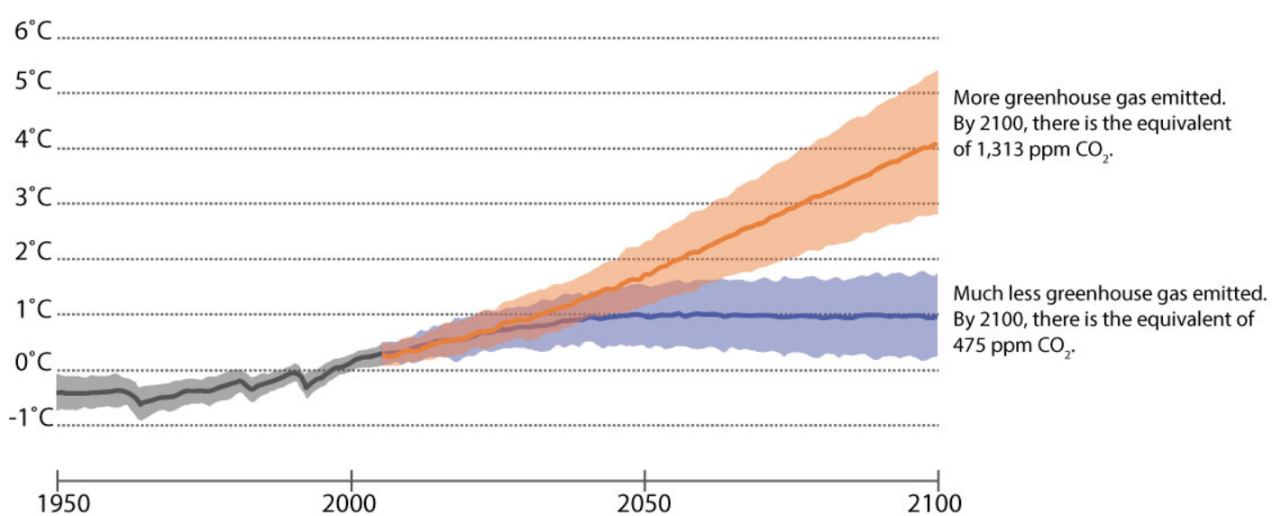 6˚C
5˚C
4˚C
3˚C
2˚C
1˚C
0˚C
-1˚C
More greenhouse gas emitted.
By 2100, there is the equivalent
of 1,313 ppm CO₂.
Much less greenhouse gas emitted.
By 2100, there is the equivalent of
475 ppm CO₂.
1950 2000 2050 2100